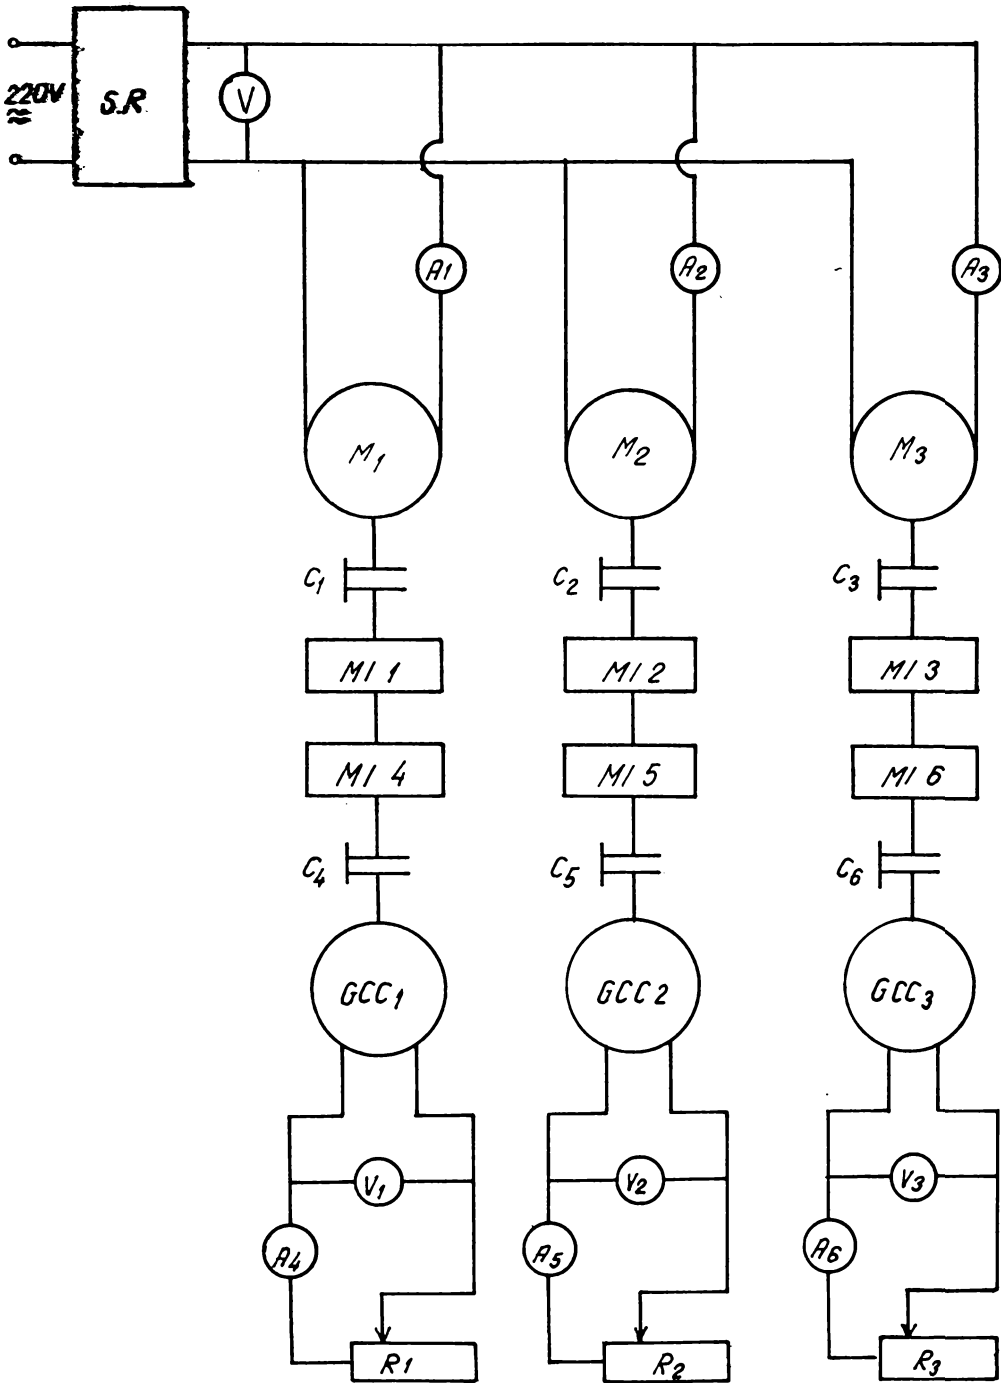 220V
S.R
V
A1 A2 A3
M1 M2 M3
C1 C2 C3
MI 1 MI 2 MI 3
MI 4 MI 5 MI 6
C4 C5 C6
GCC1 GCC2 GCC3
V1 V2 V3
A4 A5 A6
R1 R2 R3